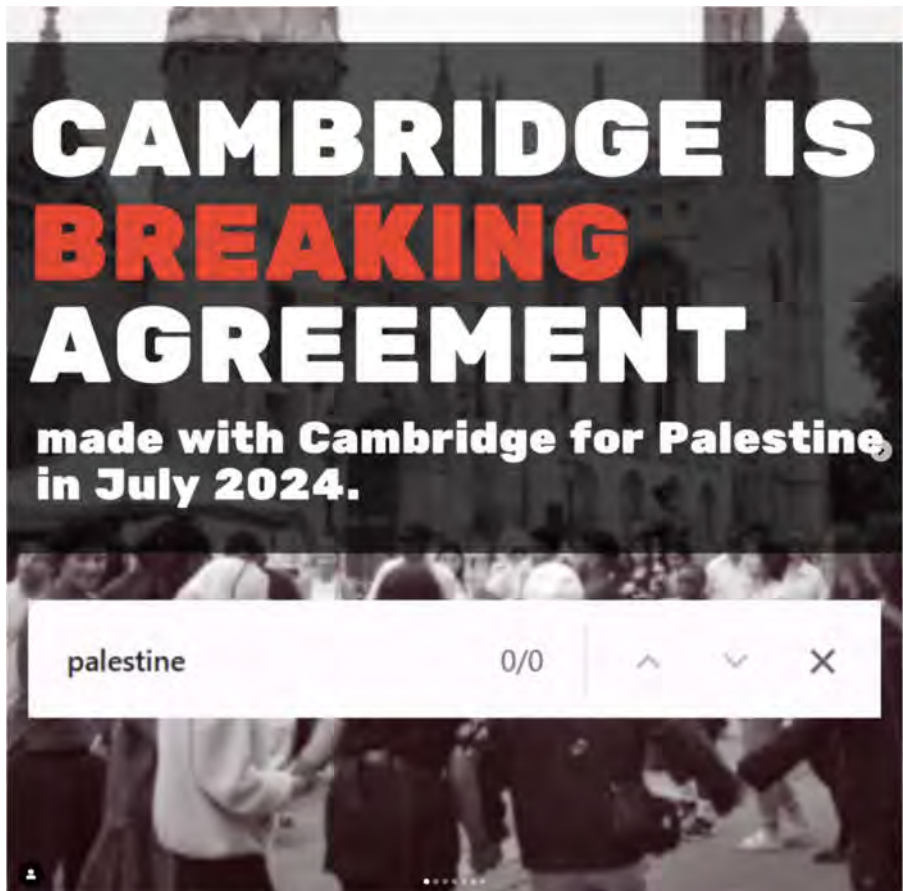 CAMBRIDGE IS
BREAKING
AGREEMENT
made with Cambridge for Palestine
in July 2024.
palestine 0/0